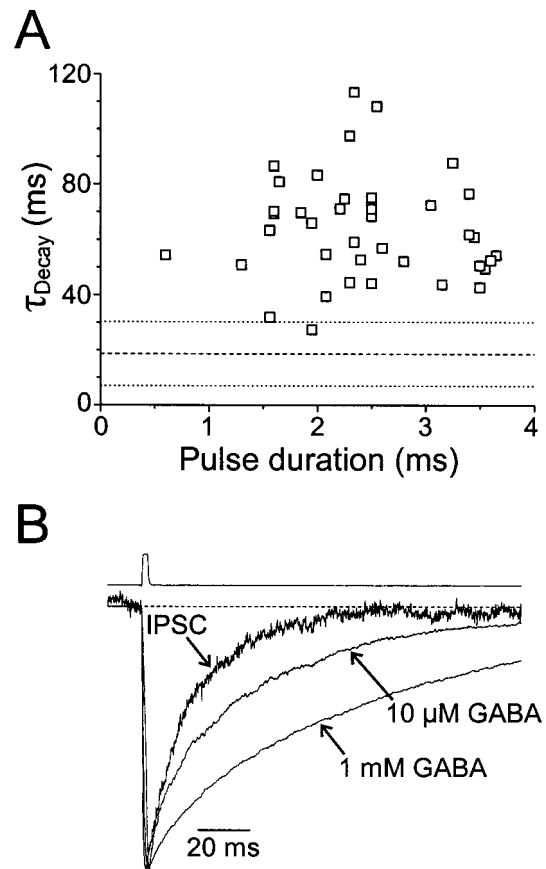 A
120
80
40
0
τDecay (ms)
0 1 2 3 4
Pulse duration (ms)
B
IPSC
10 µM GABA
1 mM GABA
20 ms